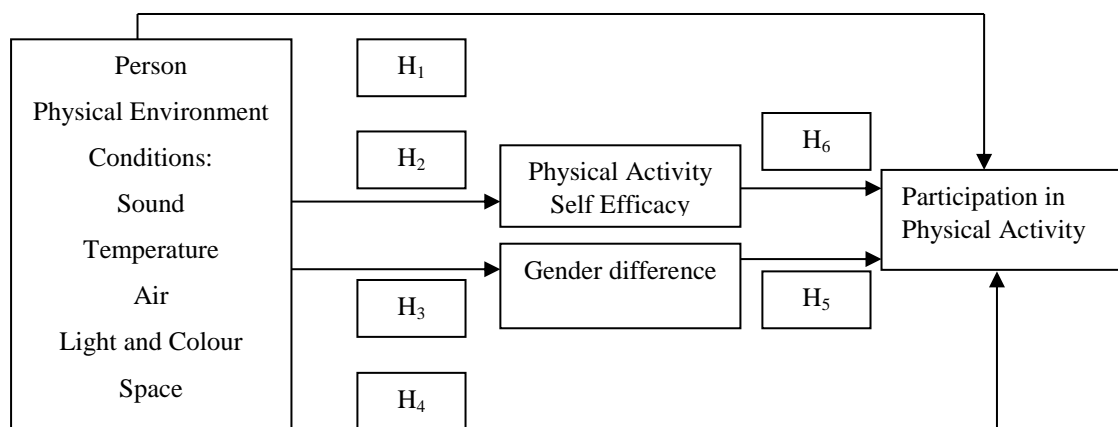 Person
Physical Environment
Conditions:
Sound
Temperature
Air
Light and Colour
Space
H₁
H₂
H₃
H₄
Physical Activity
Self Efficacy
Gender difference
H₆
H₅
Participation in
Physical Activity